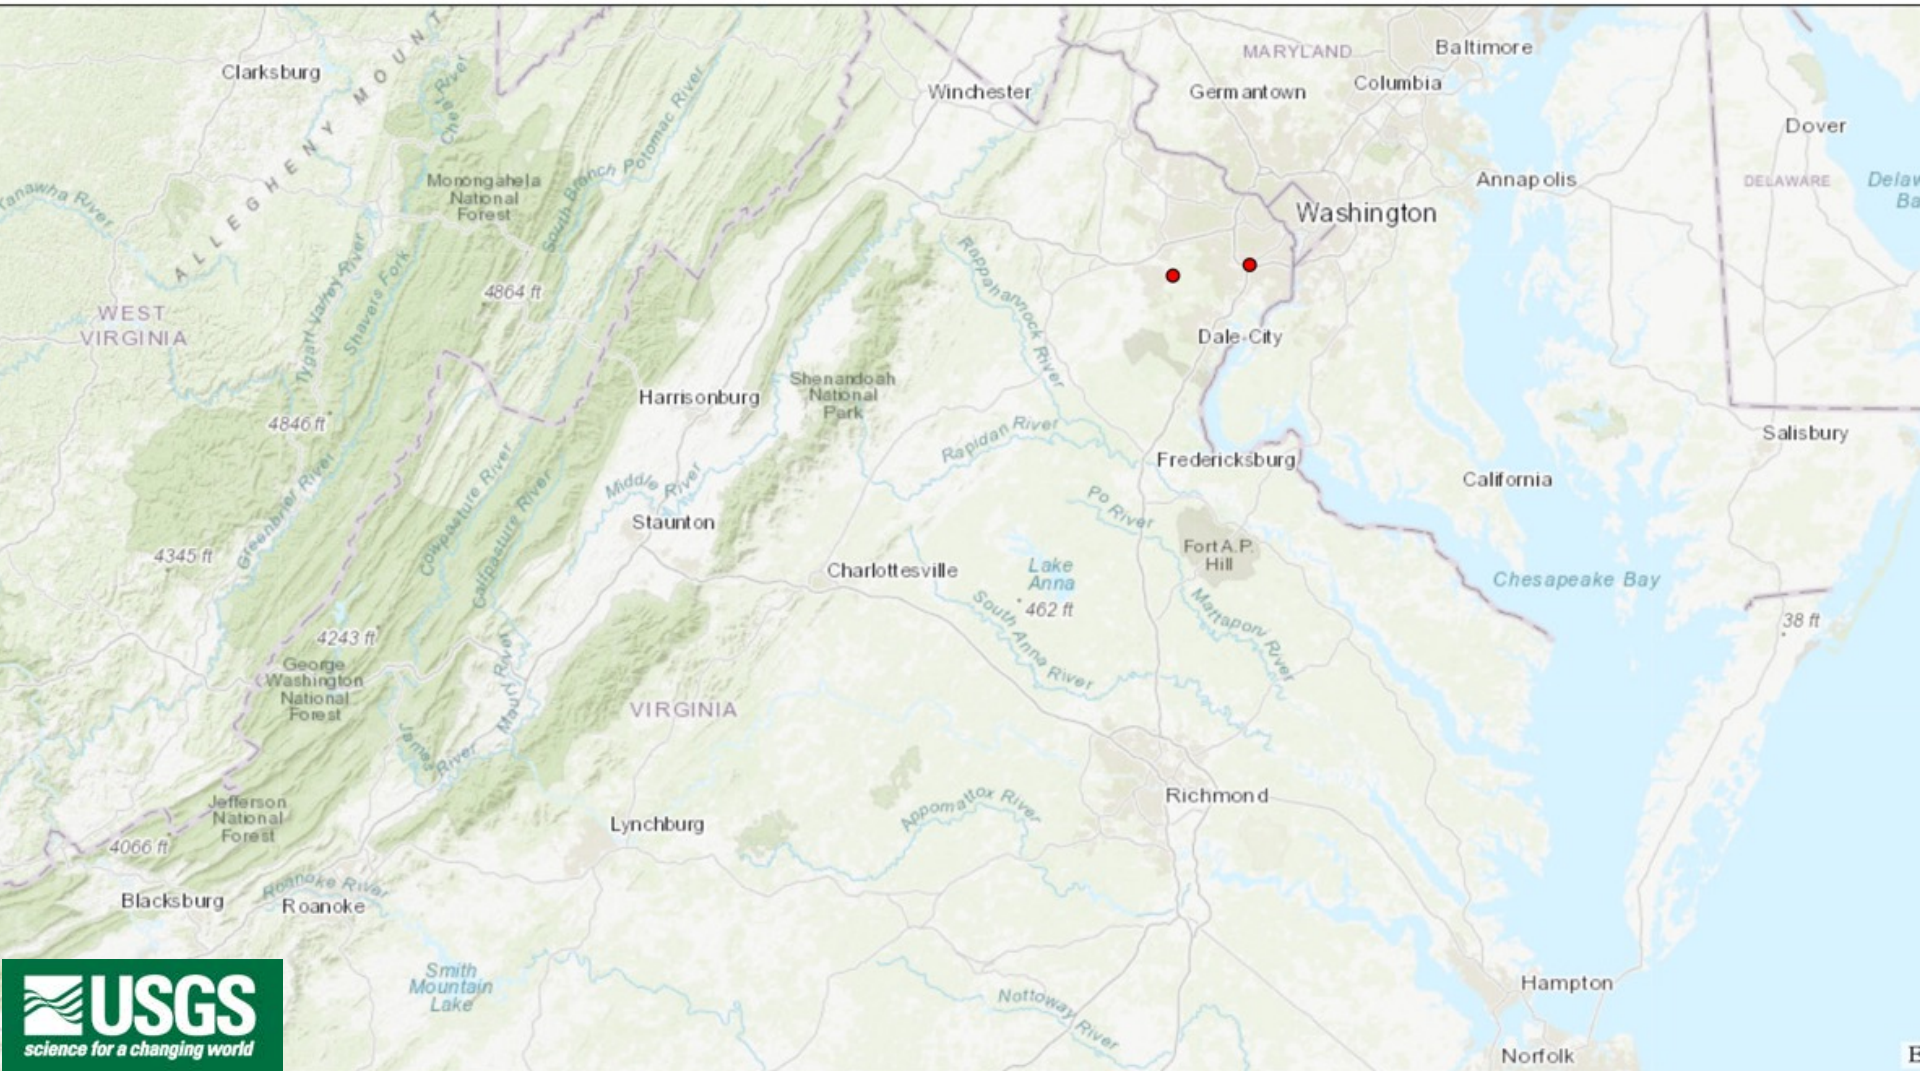 Clarksburg
ALLEGHENY MOUNT
Cheat River
Winchester
MARYLAND
Baltimore
Germantown
Columbia
Dover
DELAWARE
Annapolis
Washington
Monongahela
National
Forest
South Branch Potomac River
Tygart Valley River
Shavers Fork
4864 ft
WEST
VIRGINIA
Rappahannock River
Dale City
Shenandoah
National
Park
Harrisonburg
4846 ft
Rapidan River
Salisbury
Fredericksburg
California
Greenbrier River
Cowpasture River
Calfpasture River
Middle River
Staunton
Po River
4345 ft
Fort A.P.
Hill
Charlottesville
Lake
Anna
462 ft
Chesapeake Bay
38 ft
South Anna River
Mattaponi River
4243 ft
George
Washington
National
Forest
Maury River
VIRGINIA
James River
Richmond
Jefferson
National
Forest
Appomattox River
Lynchburg
4066 ft
Blacksburg
Roanoke River
Roanoke
Smith
Mountain
Lake
Nottoway River
Hampton
Norfolk
USGS
science for a changing world